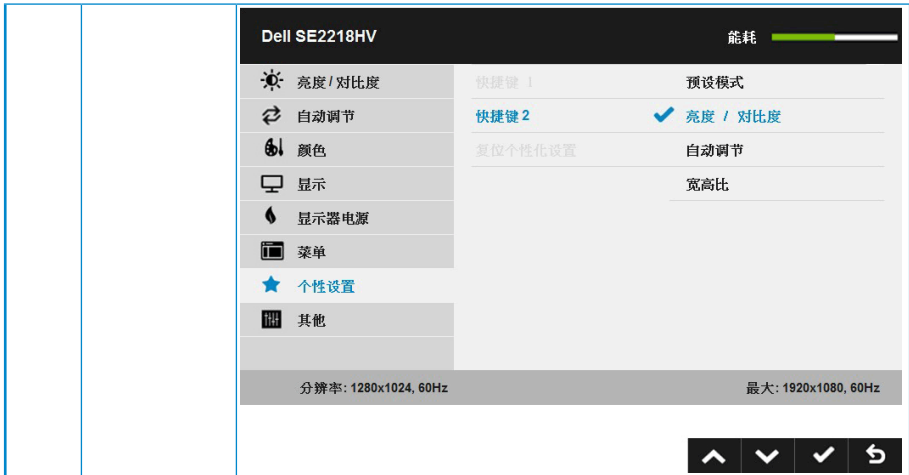 Dell SE2218HV 能耗
亮度/对比度 快捷键 1 预设模式
自动调节 快捷键 2 亮度 / 对比度
颜色 复位个性化设置 自动调节
显示 宽高比
显示器电源
菜单
个性设置
其他
分辨率: 1280x1024, 60Hz 最大: 1920x1080, 60Hz